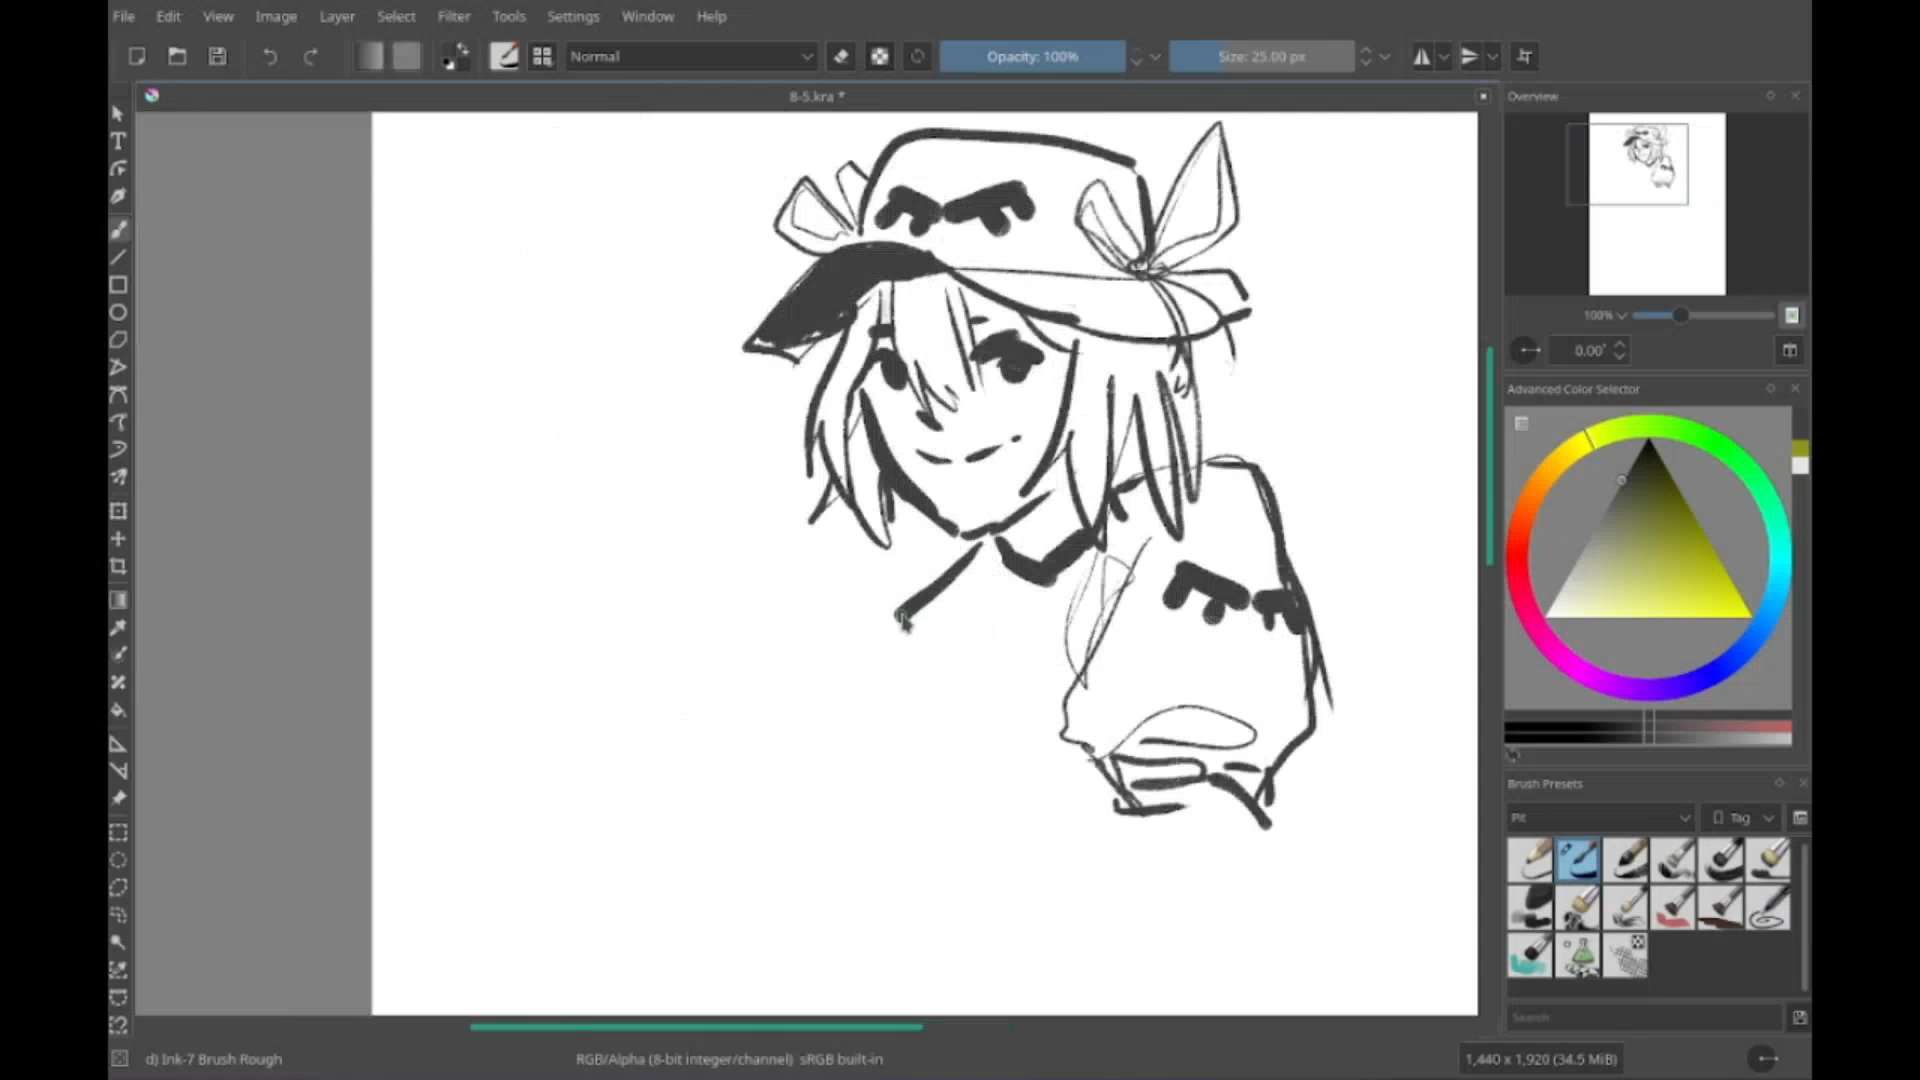 File Edit View Image Layer Select Filter Tools Settings Window Help
Normal Opacity: 100% Size: 25.00 px
8-5.kra *
Overview
100%
0.00°
Advanced Color Selector
Brush Presets
Pit Tag
Search
d) Ink-7 Brush Rough RGB/Alpha (8-bit integer/channel) sRGB built-in 1,440 x 1,920 (34.5 MiB)